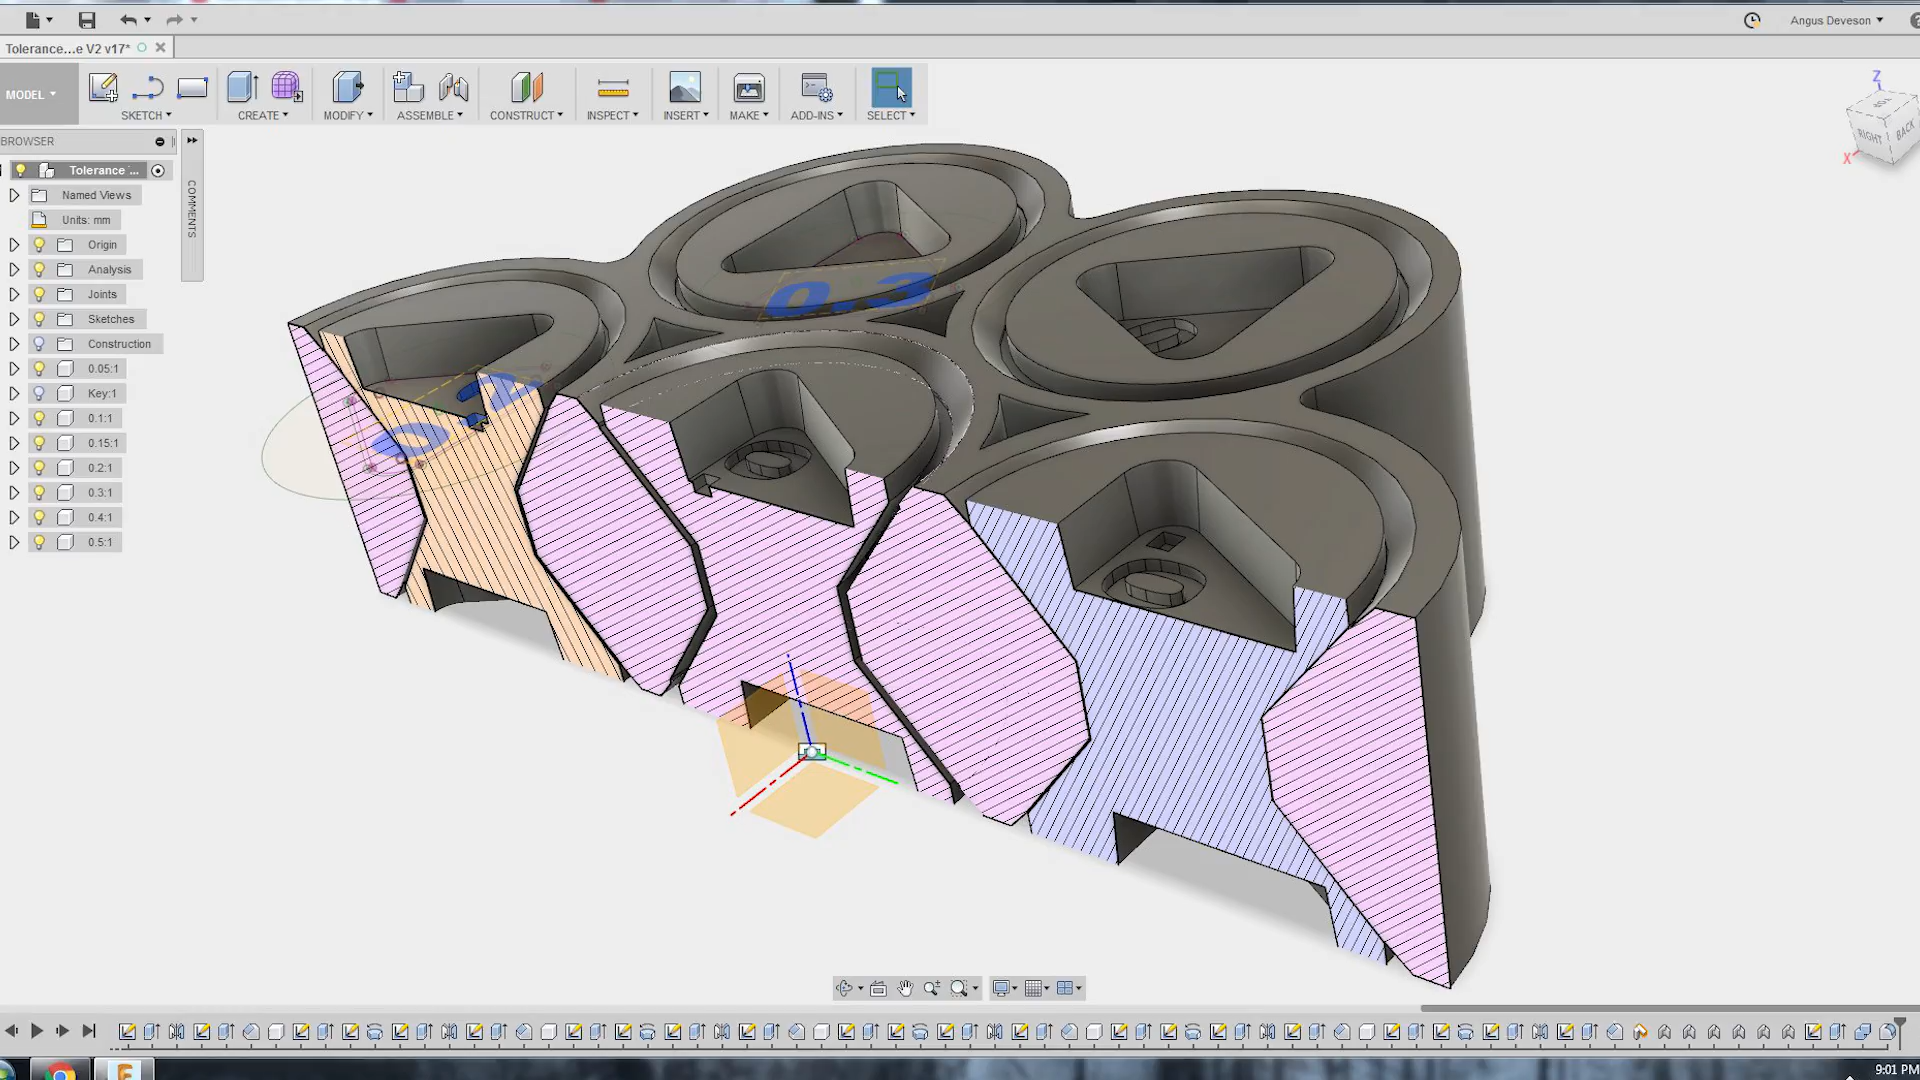 Angus Deveson
Tolerance...e V2 v17*
MODEL
SKETCH
CREATE
MODIFY
ASSEMBLE
CONSTRUCT
INSPECT
INSERT
MAKE
ADD-INS
SELECT
BROWSER
COMMENTS
Tolerance ...
Named Views
Units: mm
Origin
Analysis
Joints
Sketches
Construction
0.05:1
Key:1
0.1:1
0.15:1
0.2:1
0.3:1
0.4:1
0.5:1
Z
TOP
RIGHT
BACK
X
0.3
9:01 PM